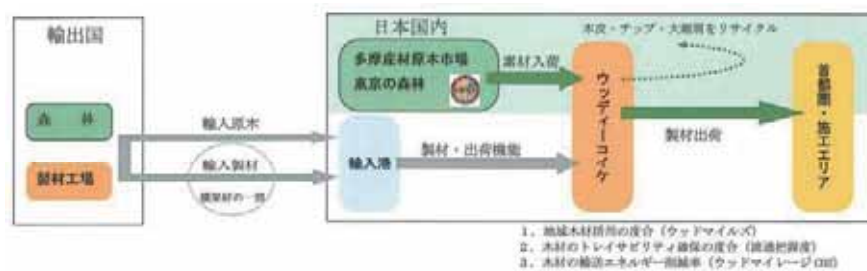 輸出国
森 林
製材工場
輸入原木
輸入製材
構架材の一部
日本国内
多摩産材原木市場
東京の森林
輸入港
素材入荷
製材・出荷機能
木皮・チップ・大鋸屑をリサイクル
ウッディーコイケ
製材出荷
首都圏・施工エリア
1、地域木材活用の度合（ウッドマイルズ）
2、木材のトレイサビリティ確保の度合（流通把握度）
3、木材の輸送エネルギー削減率（ウッドマイレージCO2）